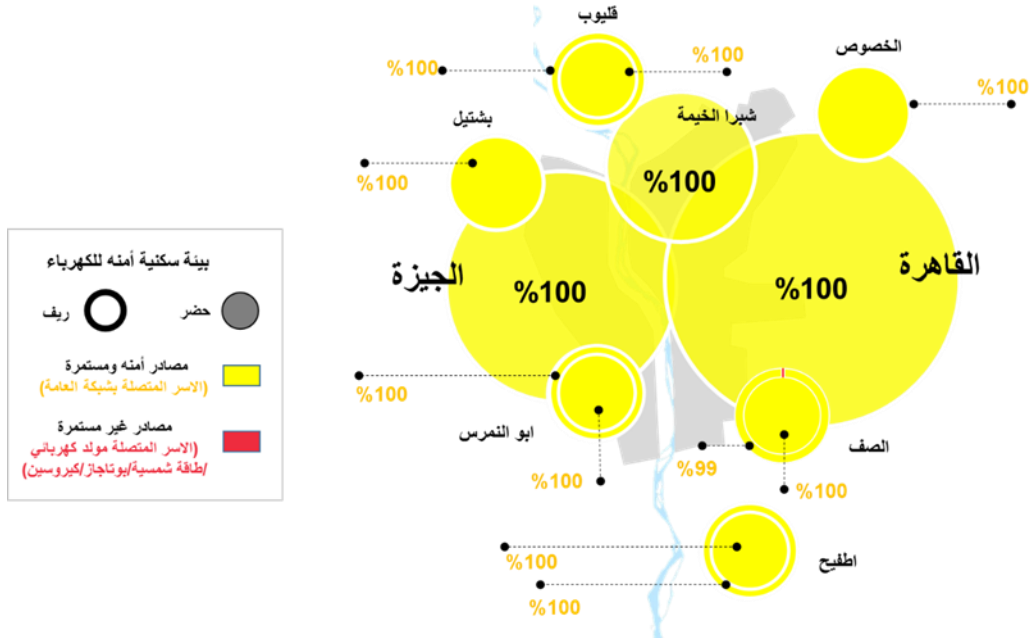 قليوب
الخصوص
%100
%100
%100
شبرا الخيمة
بشتيل
%100
%100
القاهرة
الجيزة
%100
%100
%100
ابو النمرس
الصف
%99
%100
%100
اطفيح
%100
%100
بيئة سكنية أمنه للكهرباء
حضر
ريف
مصادر أمنه ومستمرة
(الاسر المتصلة بشبكة العامة)
مصادر غير مستمرة
(الاسر المتصلة مولد كهربائي
/طاقة شمسية/بوتاجاز/كيروسين)